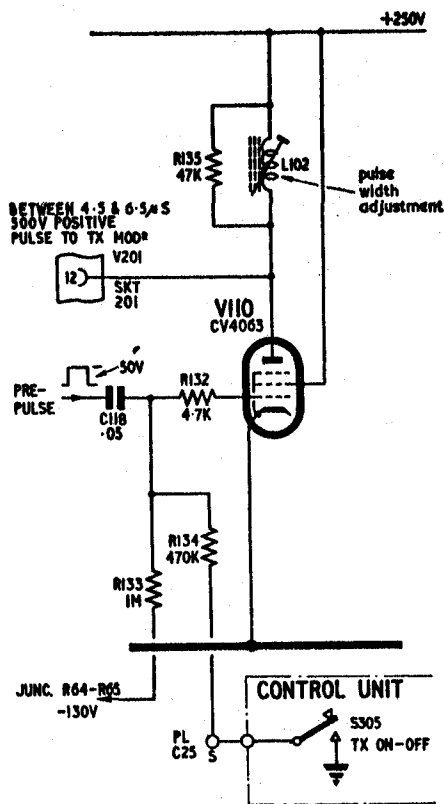 +250V
R135
47K
L102
pulse
width
adjustment
BETWEEN 4.5 & 6.5μS
500V POSITIVE
PULSE TO TX MODR
V201
12
SKT
201
V110
CV4063
50V
PRE-
PULSE
C118
.05
R132
4.7K
R134
470K
R133
1M
JUNC. R64-R65
-130V
PL
C25
S
CONTROL UNIT
S305
TX ON-OFF